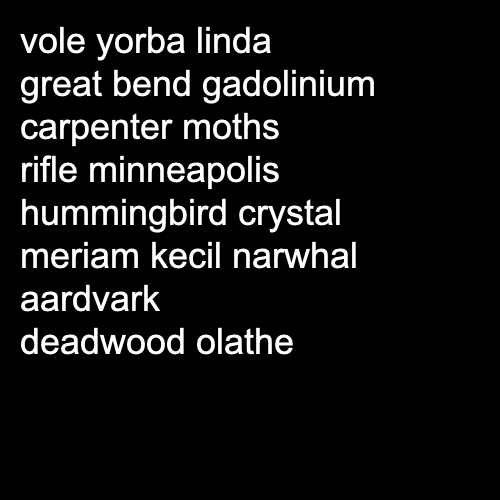 vole yorba linda
great bend gadolinium
carpenter moths
rifle minneapolis
hummingbird crystal
meriam kecil narwhal
aardvark
deadwood olathe